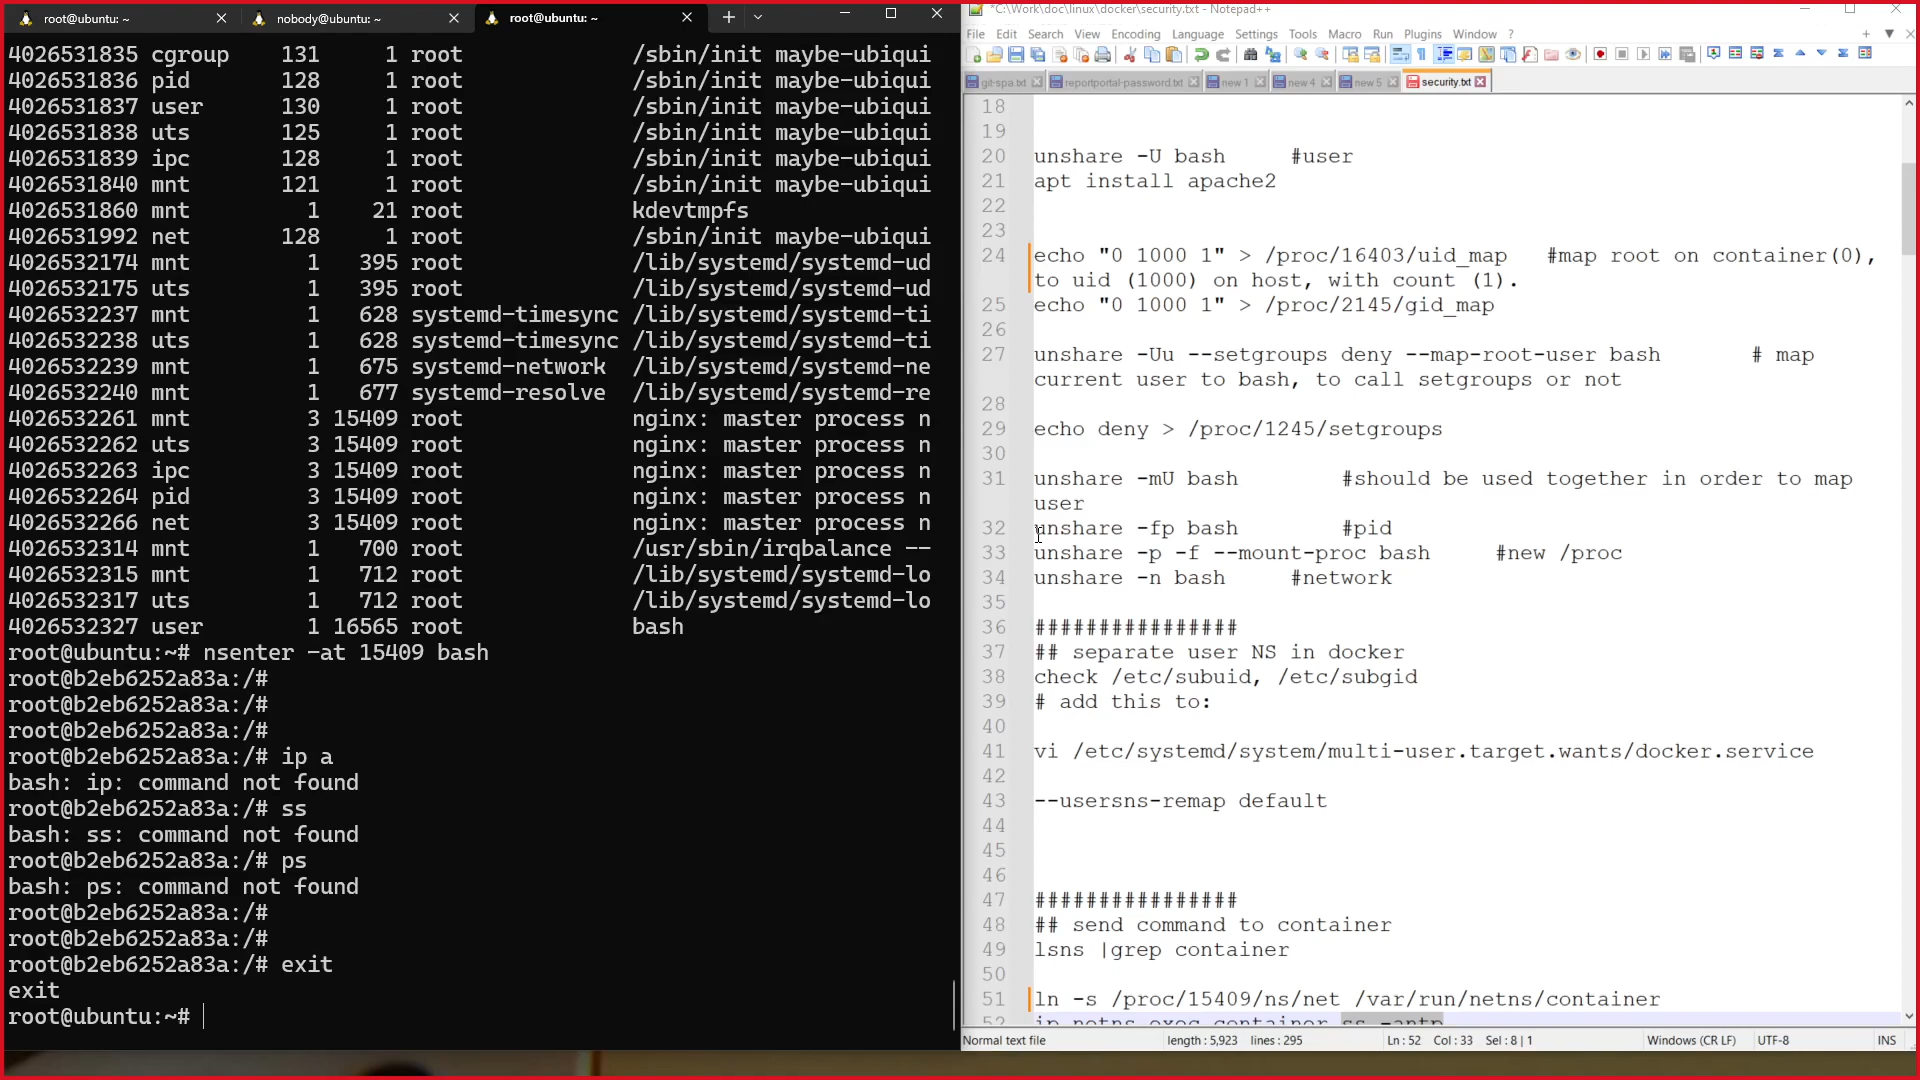 root@ubuntu: ~
nobody@ubuntu: ~
root@ubuntu: ~
4026531835 cgroup 131 1 root /sbin/init maybe-ubiqui
4026531836 pid 128 1 root /sbin/init maybe-ubiqui
4026531837 user 130 1 root /sbin/init maybe-ubiqui
4026531838 uts 125 1 root /sbin/init maybe-ubiqui
4026531839 ipc 128 1 root /sbin/init maybe-ubiqui
4026531840 mnt 121 1 root /sbin/init maybe-ubiqui
4026531860 mnt 1 21 root kdevtmpfs
4026531992 net 128 1 root /sbin/init maybe-ubiqui
4026532174 mnt 1 395 root /lib/systemd/systemd-ud
4026532175 uts 1 395 root /lib/systemd/systemd-ud
4026532237 mnt 1 628 systemd-timesync /lib/systemd/systemd-ti
4026532238 uts 1 628 systemd-timesync /lib/systemd/systemd-ti
4026532239 mnt 1 675 systemd-network /lib/systemd/systemd-ne
4026532240 mnt 1 677 systemd-resolve /lib/systemd/systemd-re
4026532261 mnt 3 15409 root nginx: master process n
4026532262 uts 3 15409 root nginx: master process n
4026532263 ipc 3 15409 root nginx: master process n
4026532264 pid 3 15409 root nginx: master process n
4026532266 net 3 15409 root nginx: master process n
4026532314 mnt 1 700 root /usr/sbin/irqbalance --
4026532315 mnt 1 712 root /lib/systemd/systemd-lo
4026532317 uts 1 712 root /lib/systemd/systemd-lo
4026532327 user 1 16565 root bash
root@ubuntu:~# nsenter -at 15409 bash
root@b2eb6252a83a:/#
root@b2eb6252a83a:/#
root@b2eb6252a83a:/#
root@b2eb6252a83a:/# ip a
bash: ip: command not found
root@b2eb6252a83a:/# ss
bash: ss: command not found
root@b2eb6252a83a:/# ps
bash: ps: command not found
root@b2eb6252a83a:/#
root@b2eb6252a83a:/#
root@b2eb6252a83a:/# exit
exit
root@ubuntu:~#
*C:\Work\doc\linux\docker\security.txt - Notepad++
File Edit Search View Encoding Language Settings Tools Macro Run Plugins Window ?
git-spa.txt reportportal-password.txt new 1 new 4 new 5 security.txt
18
19
20 unshare -U bash #user
21 apt install apache2
22
23
24 echo "0 1000 1" > /proc/16403/uid_map #map root on container(0),
to uid (1000) on host, with count (1).
25 echo "0 1000 1" > /proc/2145/gid_map
26
27 unshare -Uu --setgroups deny --map-root-user bash # map
current user to bash, to call setgroups or not
28
29 echo deny > /proc/1245/setgroups
30
31 unshare -mU bash #should be used together in order to map
user
32 unshare -fp bash #pid
33 unshare -p -f --mount-proc bash #new /proc
34 unshare -n bash #network
35
36 ################
37 ## separate user NS in docker
38 check /etc/subuid, /etc/subgid
39 # add this to:
40
41 vi /etc/systemd/system/multi-user.target.wants/docker.service
42
43 --usersns-remap default
44
45
46
47 ################
48 ## send command to container
49 lsns |grep container
50
51 ln -s /proc/15409/ns/net /var/run/netns/container
52 ip netns exec container ss -antp
Normal text file length : 5,923 lines : 295 Ln : 52 Col : 33 Sel : 8 | 1 Windows (CR LF) UTF-8 INS